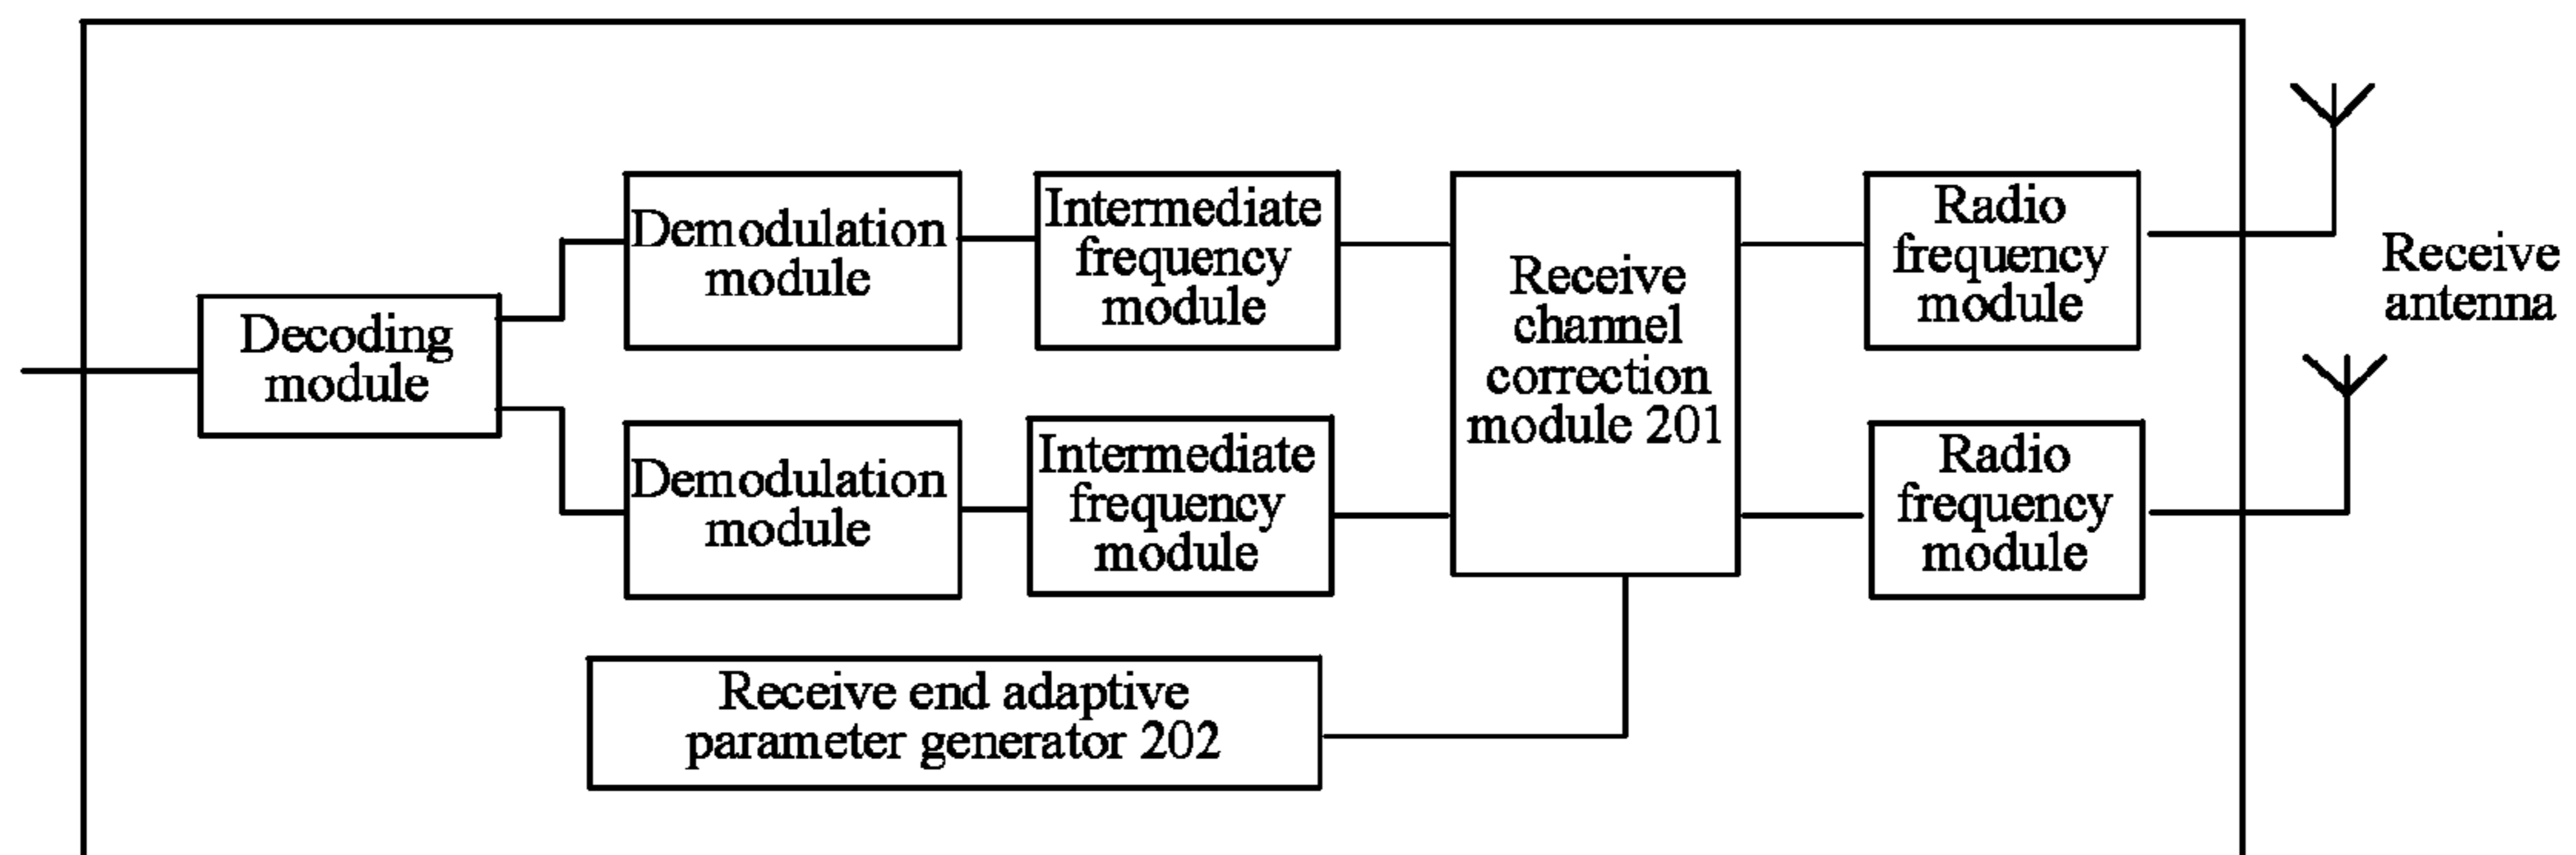 Decoding
module
Demodulation
module
Intermediate
frequency
module
Demodulation
module
Intermediate
frequency
module
Receive
channel
correction
module 201
Radio
frequency
module
Radio
frequency
module
Receive
antenna
Receive end adaptive
parameter generator 202